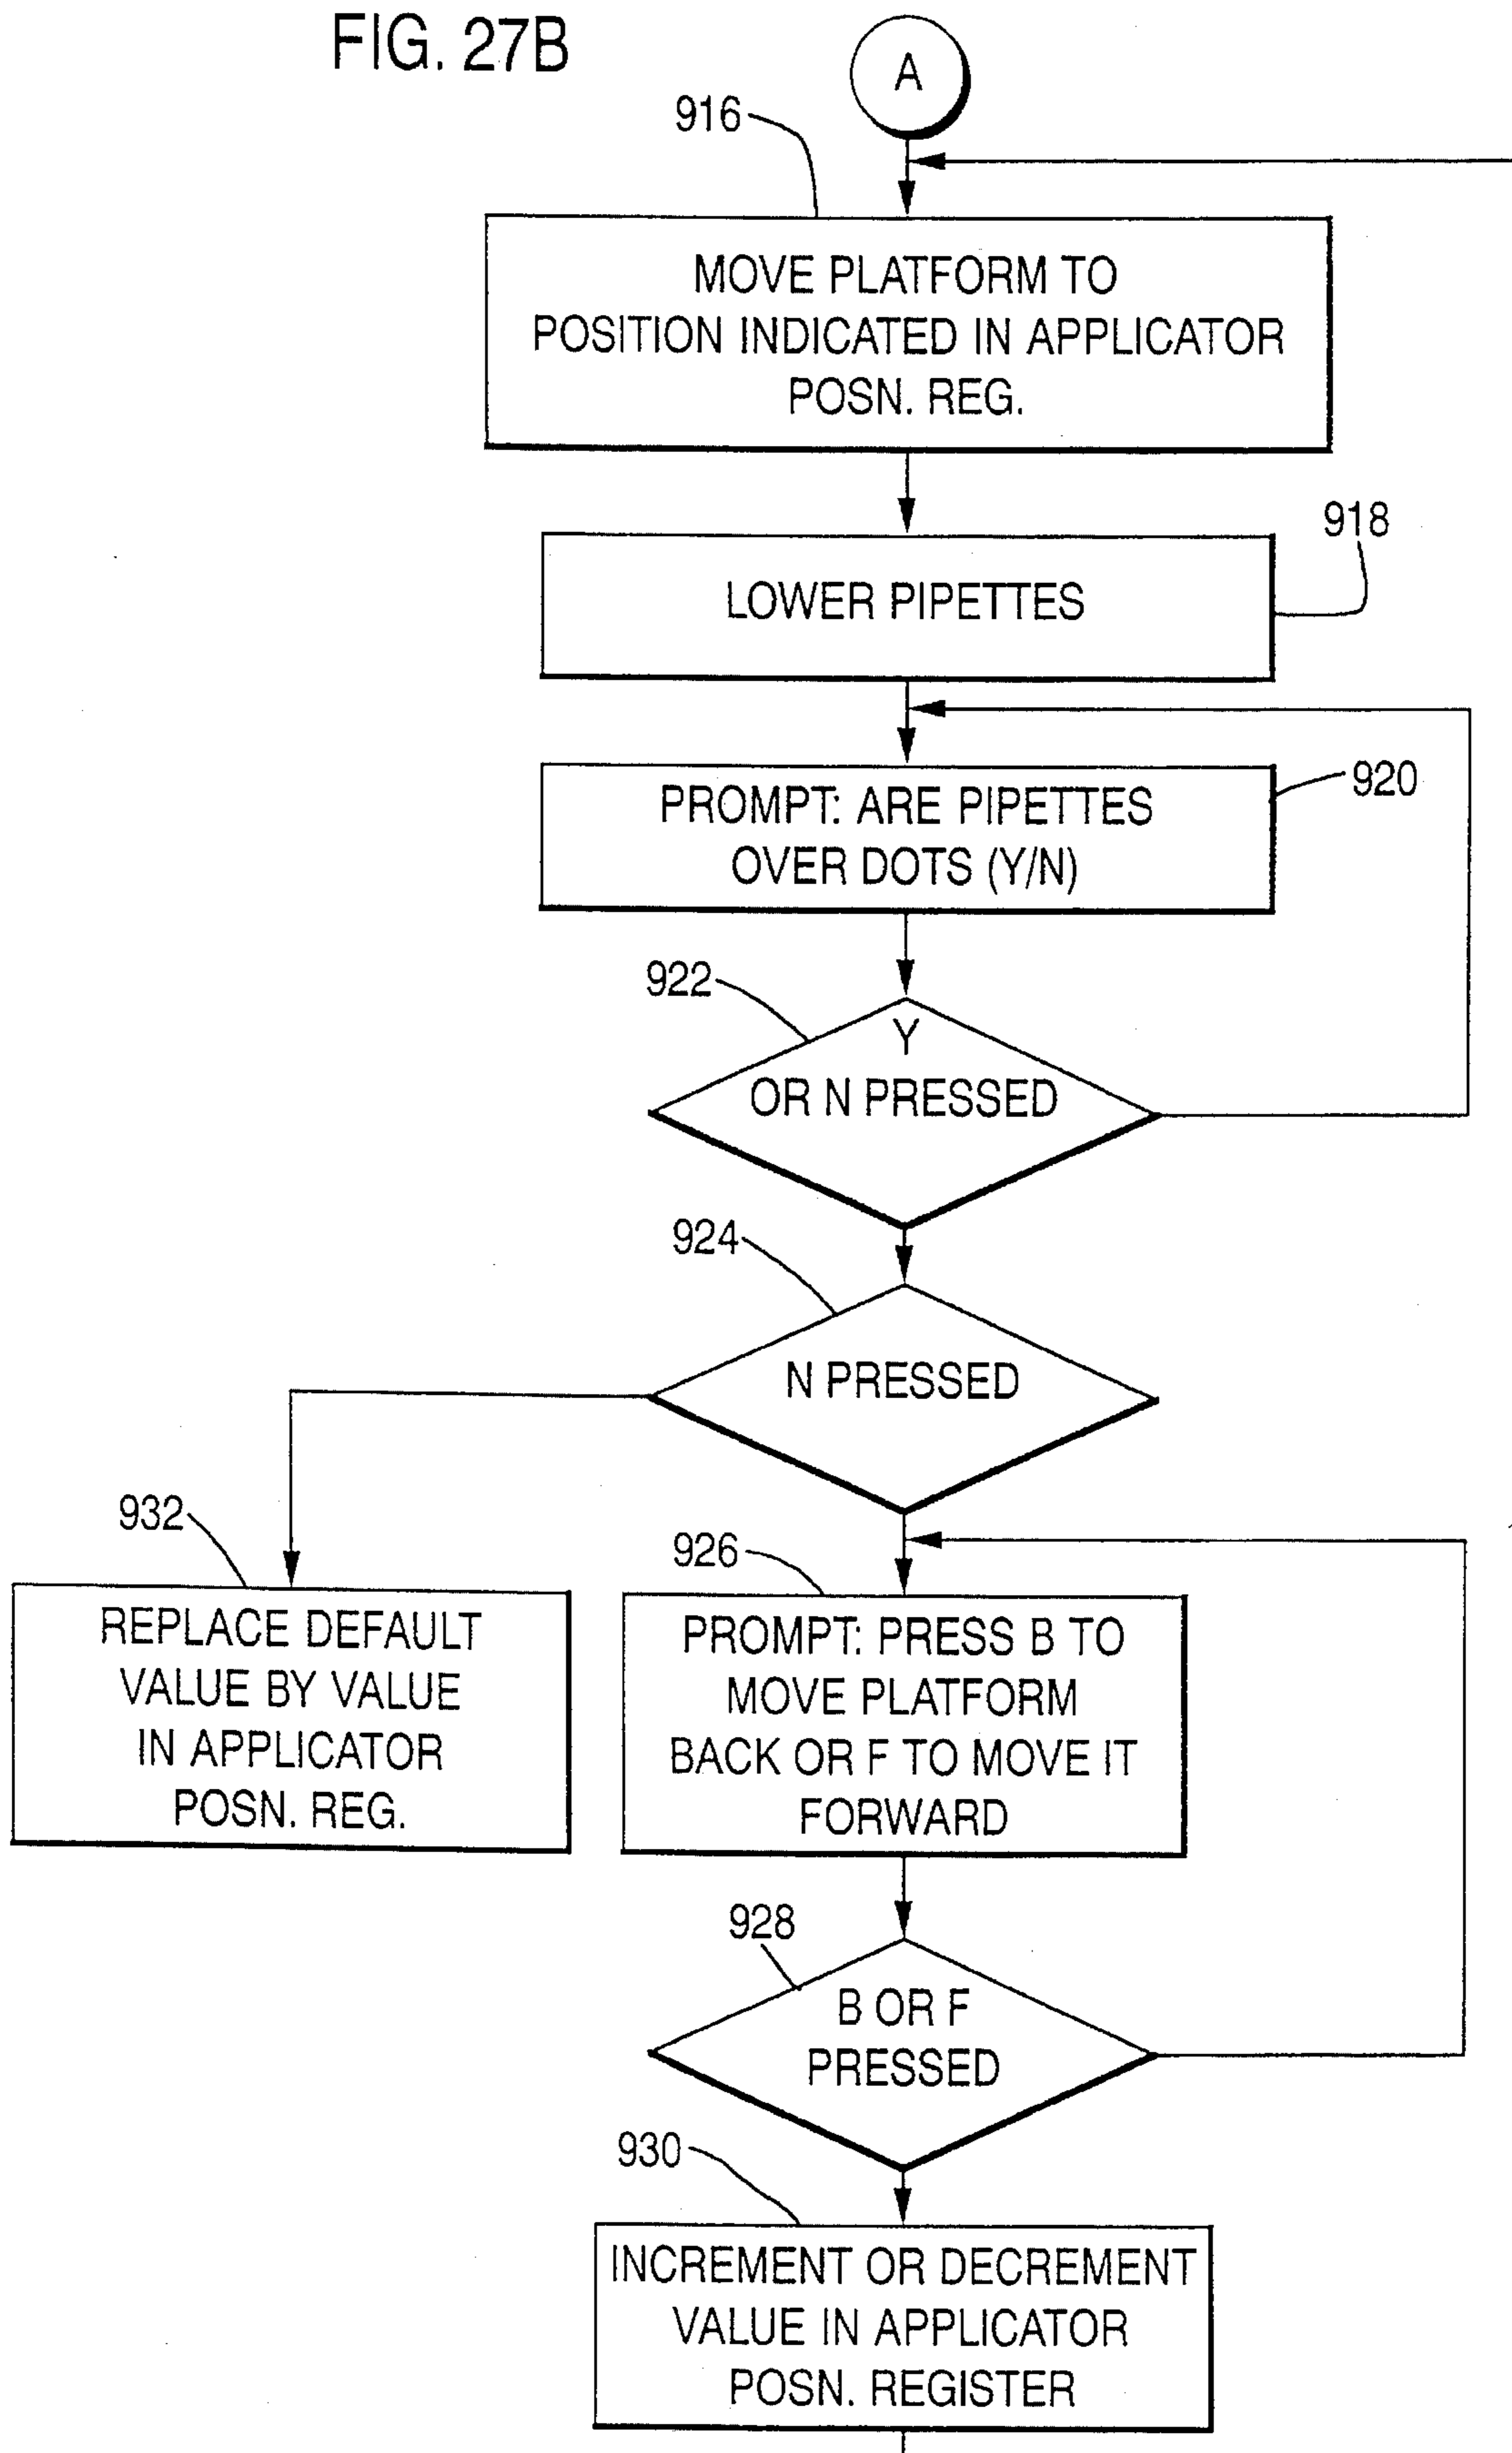 FIG. 27B
A
916
MOVE PLATFORM TO
POSITION INDICATED IN APPLICATOR
POSN. REG.
918
LOWER PIPETTES
920
PROMPT: ARE PIPETTES
OVER DOTS (Y/N)
922
Y
OR N PRESSED
924
N PRESSED
932
REPLACE DEFAULT
VALUE BY VALUE
IN APPLICATOR
POSN. REG.
926
PROMPT: PRESS B TO
MOVE PLATFORM
BACK OR F TO MOVE IT
FORWARD
928
B OR F
PRESSED
930
INCREMENT OR DECREMENT
VALUE IN APPLICATOR
POSN. REGISTER